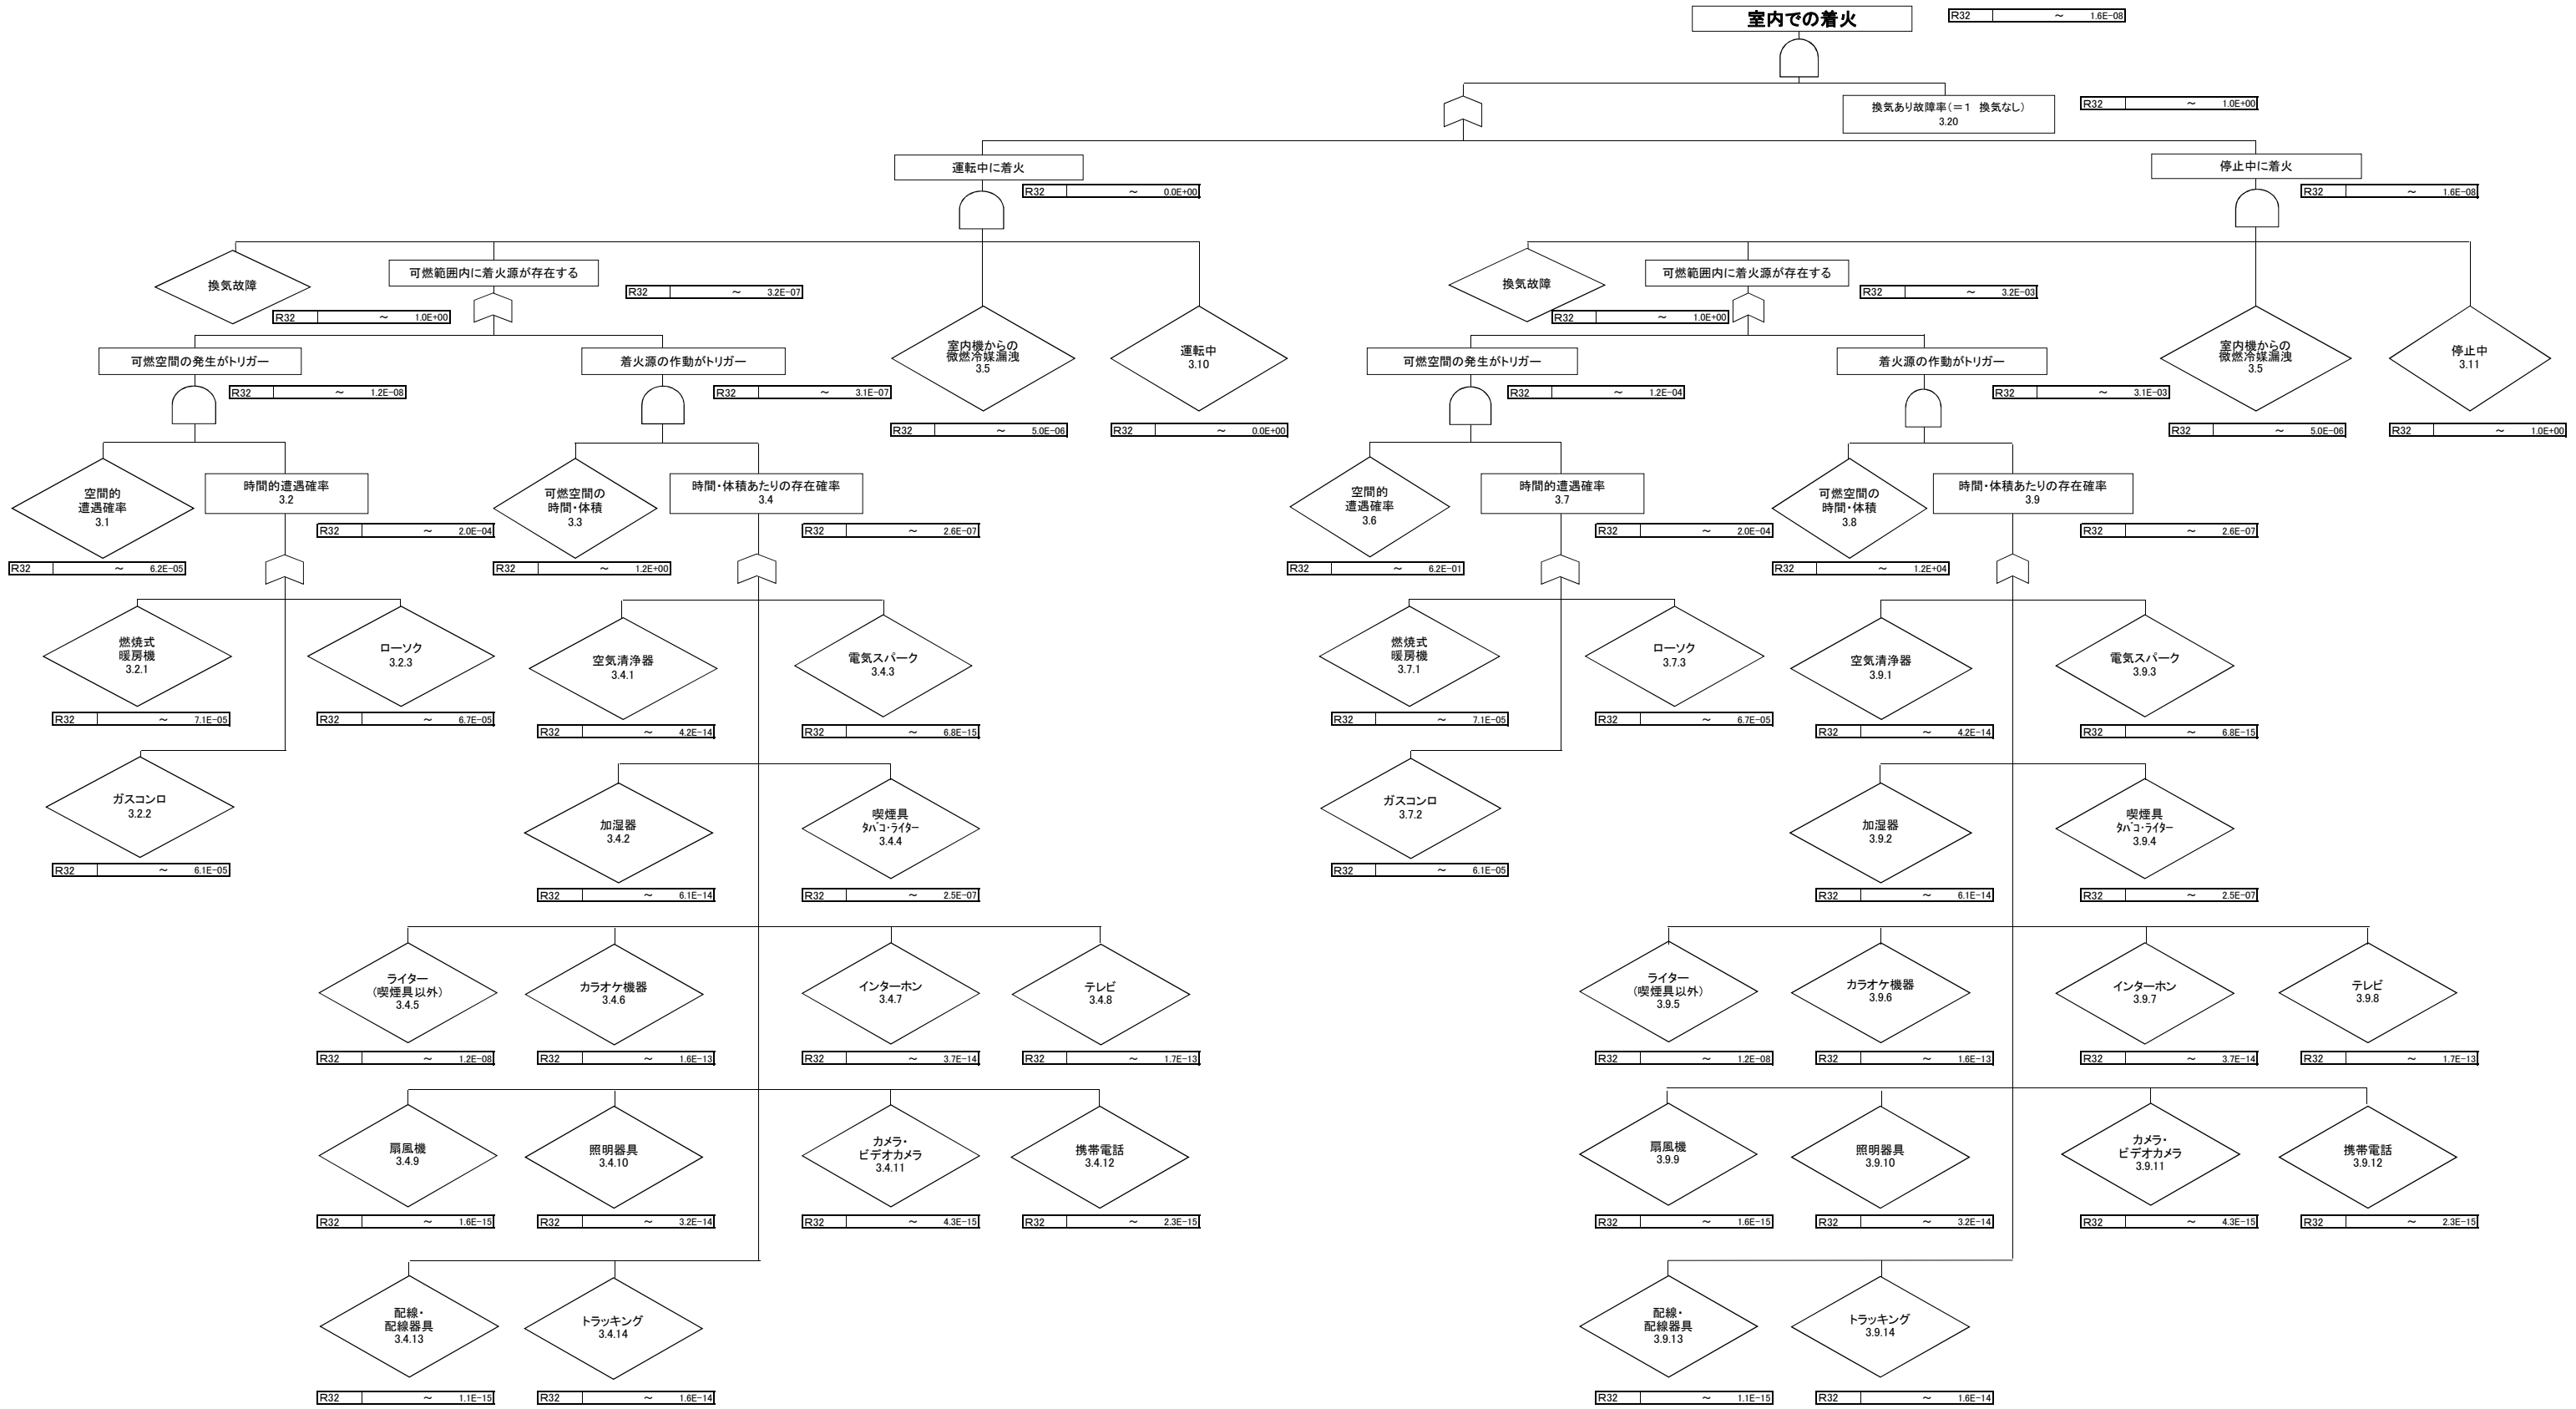 室内での着火
R32 ～ 1.6E-08
換気あり故障率(＝1 換気なし)
3.20
R32 ～ 1.0E+00
運転中に着火
R32 ～ 0.0E+00
停止中に着火
R32 ～ 1.6E-08
換気故障
R32 ～ 1.0E+00
可燃範囲内に着火源が存在する
R32 ～ 3.2E-07
可燃空間の発生がトリガー
R32 ～ 1.2E-08
着火源の作動がトリガー
R32 ～ 3.1E-07
室内機からの
微燃冷媒漏洩
3.5
R32 ～ 5.0E-06
運転中
3.10
R32 ～ 0.0E+00
空間的
遭遇確率
3.1
R32 ～ 6.2E-05
時間的遭遇確率
3.2
R32 ～ 2.0E-04
可燃空間の
時間・体積
3.3
R32 ～ 1.2E+00
時間・体積あたりの存在確率
3.4
R32 ～ 2.6E-07
燃焼式
暖房機
3.2.1
R32 ～ 7.1E-05
ローソク
3.2.3
R32 ～ 6.7E-05
ガスコンロ
3.2.2
R32 ～ 6.1E-05
空気清浄器
3.4.1
R32 ～ 4.2E-14
電気スパーク
3.4.3
R32 ～ 6.8E-15
加湿器
3.4.2
R32 ～ 6.1E-14
喫煙具
ﾀﾊﾞｺ・ﾗｲﾀｰ
3.4.4
R32 ～ 2.5E-07
ライター
(喫煙具以外)
3.4.5
R32 ～ 1.2E-08
カラオケ機器
3.4.6
R32 ～ 1.6E-13
インターホン
3.4.7
R32 ～ 3.7E-14
テレビ
3.4.8
R32 ～ 1.7E-13
扇風機
3.4.9
R32 ～ 1.6E-15
照明器具
3.4.10
R32 ～ 3.2E-14
カメラ・
ビデオカメラ
3.4.11
R32 ～ 4.3E-15
携帯電話
3.4.12
R32 ～ 2.3E-15
配線・
配線器具
3.4.13
R32 ～ 1.1E-15
トラッキング
3.4.14
R32 ～ 1.6E-14
換気故障
R32 ～ 1.0E+00
可燃範囲内に着火源が存在する
R32 ～ 3.2E-03
可燃空間の発生がトリガー
R32 ～ 1.2E-04
着火源の作動がトリガー
R32 ～ 3.1E-03
室内機からの
微燃冷媒漏洩
3.5
R32 ～ 5.0E-06
停止中
3.11
R32 ～ 1.0E+00
空間的
遭遇確率
3.6
R32 ～ 6.2E-01
時間的遭遇確率
3.7
R32 ～ 2.0E-04
可燃空間の
時間・体積
3.8
R32 ～ 1.2E+04
時間・体積あたりの存在確率
3.9
R32 ～ 2.6E-07
燃焼式
暖房機
3.7.1
R32 ～ 7.1E-05
ローソク
3.7.3
R32 ～ 6.7E-05
ガスコンロ
3.7.2
R32 ～ 6.1E-05
空気清浄器
3.9.1
R32 ～ 4.2E-14
電気スパーク
3.9.3
R32 ～ 6.8E-15
加湿器
3.9.2
R32 ～ 6.1E-14
喫煙具
ﾀﾊﾞｺ・ﾗｲﾀｰ
3.9.4
R32 ～ 2.5E-07
ライター
(喫煙具以外)
3.9.5
R32 ～ 1.2E-08
カラオケ機器
3.9.6
R32 ～ 1.6E-13
インターホン
3.9.7
R32 ～ 3.7E-14
テレビ
3.9.8
R32 ～ 1.7E-13
扇風機
3.9.9
R32 ～ 1.6E-15
照明器具
3.9.10
R32 ～ 3.2E-14
カメラ・
ビデオカメラ
3.9.11
R32 ～ 4.3E-15
携帯電話
3.9.12
R32 ～ 2.3E-15
配線・
配線器具
3.9.13
R32 ～ 1.1E-15
トラッキング
3.9.14
R32 ～ 1.6E-14